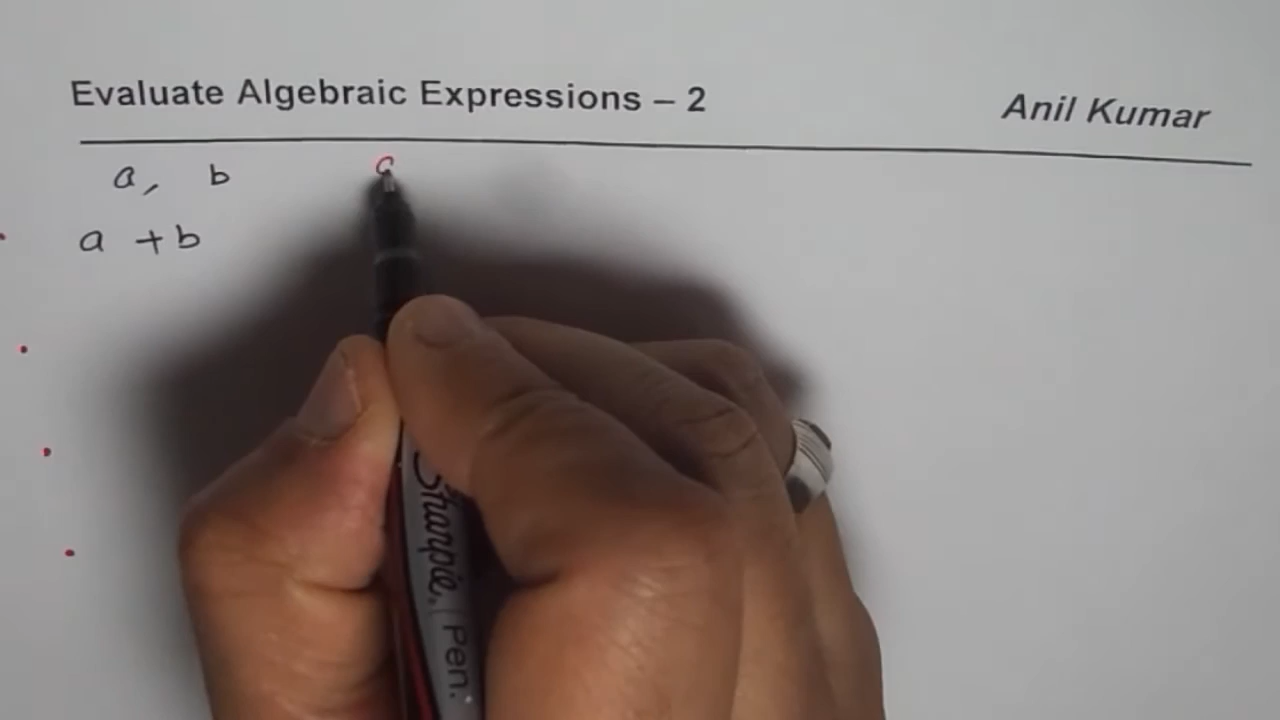 Evaluate Algebraic Expressions – 2
Anil Kumar
a, b
a + b
Sharpie. Pen.